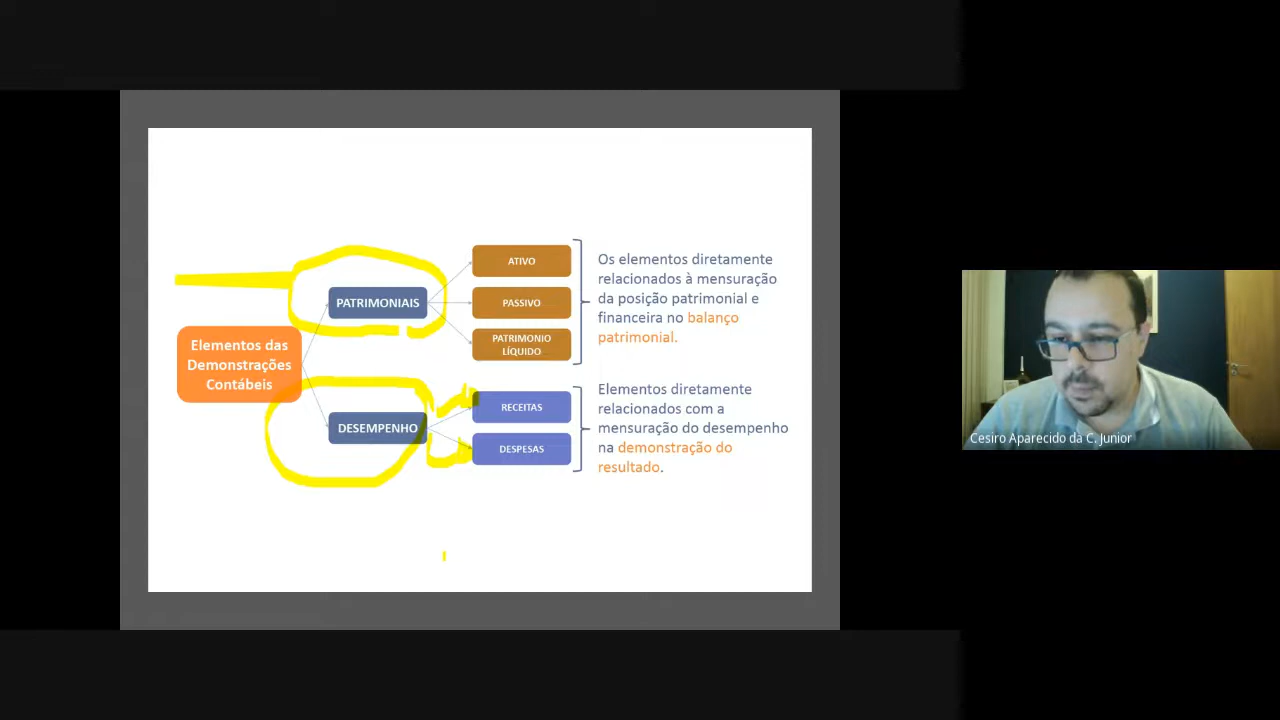 ATIVO
PATRIMONIAIS
PASSIVO
PATRIMONIO
LÍQUIDO
Os elementos diretamente
relacionados à mensuração
da posição patrimonial e
financeira no balanço
patrimonial.
Elementos das
Demonstrações
Contábeis
DESEMPENHO
RECEITAS
DESPESAS
Elementos diretamente
relacionados com a
mensuração do desempenho
na demonstração do
resultado.
Cesiro Aparecido da C. Junior